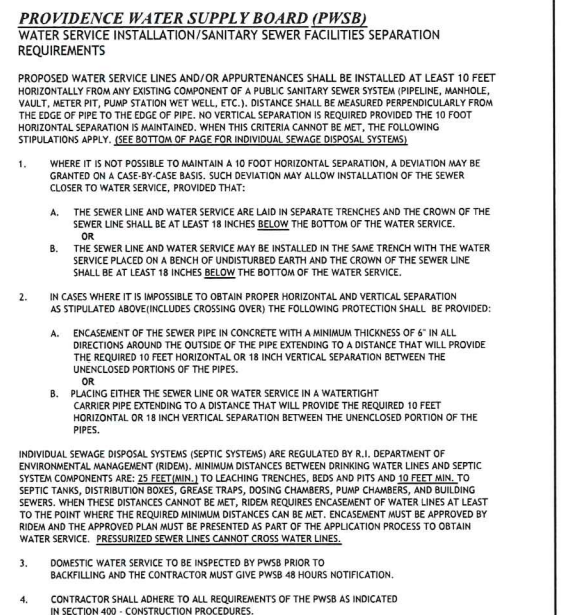 PROVIDENCE WATER SUPPLY BOARD (PWSB)
WATER SERVICE INSTALLATION/SANITARY SEWER FACILITIES SEPARATION
REQUIREMENTS
PROPOSED WATER SERVICE LINES AND/OR APPURTENANCES SHALL BE INSTALLED AT LEAST 10 FEET
HORIZONTALLY FROM ANY EXISTING COMPONENT OF A PUBLIC SANITARY SEWER SYSTEM (PIPELINE, MANHOLE,
VAULT, METER PIT, PUMP STATION WET WELL, ETC.). DISTANCE SHALL BE MEASURED PERPENDICULARLY FROM
THE EDGE OF PIPE TO THE EDGE OF PIPE. NO VERTICAL SEPARATION IS REQUIRED PROVIDED THE 10 FOOT
HORIZONTAL SEPARATION IS MAINTAINED. WHEN THIS CRITERIA CANNOT BE MET, THE FOLLOWING
STIPULATIONS APPLY. (SEE BOTTOM OF PAGE FOR INDIVIDUAL SEWAGE DISPOSAL SYSTEMS)
1. WHERE IT IS NOT POSSIBLE TO MAINTAIN A 10 FOOT HORIZONTAL SEPARATION, A DEVIATION MAY BE
GRANTED ON A CASE-BY-CASE BASIS. SUCH DEVIATION MAY ALLOW INSTALLATION OF THE SEWER
CLOSER TO WATER SERVICE, PROVIDED THAT:
A. THE SEWER LINE AND WATER SERVICE ARE LAID IN SEPARATE TRENCHES AND THE CROWN OF THE
SEWER LINE SHALL BE AT LEAST 18 INCHES BELOW THE BOTTOM OF THE WATER SERVICE.
OR
B. THE SEWER LINE AND WATER SERVICE MAY BE INSTALLED IN THE SAME TRENCH WITH THE WATER
SERVICE PLACED ON A BENCH OF UNDISTURBED EARTH AND THE CROWN OF THE SEWER LINE
SHALL BE AT LEAST 18 INCHES BELOW THE BOTTOM OF THE WATER SERVICE.
2. IN CASES WHERE IT IS IMPOSSIBLE TO OBTAIN PROPER HORIZONTAL AND VERTICAL SEPARATION
AS STIPULATED ABOVE(INCLUDES CROSSING OVER) THE FOLLOWING PROTECTION SHALL BE PROVIDED:
A. ENCASEMENT OF THE SEWER PIPE IN CONCRETE WITH A MINIMUM THICKNESS OF 6" IN ALL
DIRECTIONS AROUND THE OUTSIDE OF THE PIPE EXTENDING TO A DISTANCE THAT WILL PROVIDE
THE REQUIRED 10 FEET HORIZONTAL OR 18 INCH VERTICAL SEPARATION BETWEEN THE
UNENCLOSED PORTIONS OF THE PIPES.
OR
B. PLACING EITHER THE SEWER LINE OR WATER SERVICE IN A WATERTIGHT
CARRIER PIPE EXTENDING TO A DISTANCE THAT WILL PROVIDE THE REQUIRED 10 FEET
HORIZONTAL OR 18 INCH VERTICAL SEPARATION BETWEEN THE UNENCLOSED PORTION OF THE
PIPES.
INDIVIDUAL SEWAGE DISPOSAL SYSTEMS (SEPTIC SYSTEMS) ARE REGULATED BY R.I. DEPARTMENT OF
ENVIRONMENTAL MANAGEMENT (RIDEM). MINIMUM DISTANCES BETWEEN DRINKING WATER LINES AND SEPTIC
SYSTEM COMPONENTS ARE: 25 FEET(MIN.) TO LEACHING TRENCHES, BEDS AND PITS AND 10 FEET MIN. TO
SEPTIC TANKS, DISTRIBUTION BOXES, GREASE TRAPS, DOSING CHAMBERS, PUMP CHAMBERS, AND BUILDING
SEWERS. WHEN THESE DISTANCES CANNOT BE MET, RIDEM REQUIRES ENCASEMENT OF WATER LINES AT LEAST
TO THE POINT WHERE THE REQUIRED MINIMUM DISTANCES CAN BE MET. ENCASEMENT MUST BE APPROVED BY
RIDEM AND THE APPROVED PLAN MUST BE PRESENTED AS PART OF THE APPLICATION PROCESS TO OBTAIN
WATER SERVICE. PRESSURIZED SEWER LINES CANNOT CROSS WATER LINES.
3. DOMESTIC WATER SERVICE TO BE INSPECTED BY PWSB PRIOR TO
BACKFILLING AND THE CONTRACTOR MUST GIVE PWSB 48 HOURS NOTIFICATION.
4. CONTRACTOR SHALL ADHERE TO ALL REQUIREMENTS OF THE PWSB AS INDICATED
IN SECTION 400 - CONSTRUCTION PROCEDURES.